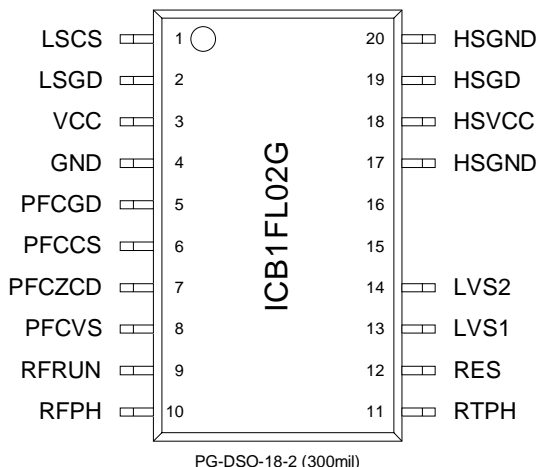 LSCS 1 20 HSGND
LSGD 2 19 HSGD
VCC 3 18 HSVCC
GND 4 17 HSGND
PFCGD 5 16
PFCCS 6 15
PFCZCD 7 14 LVS2
PFCVS 8 13 LVS1
RFRUN 9 12 RES
RFPH 10 11 RTPH
ICB1FL02G
PG-DSO-18-2 (300mil)